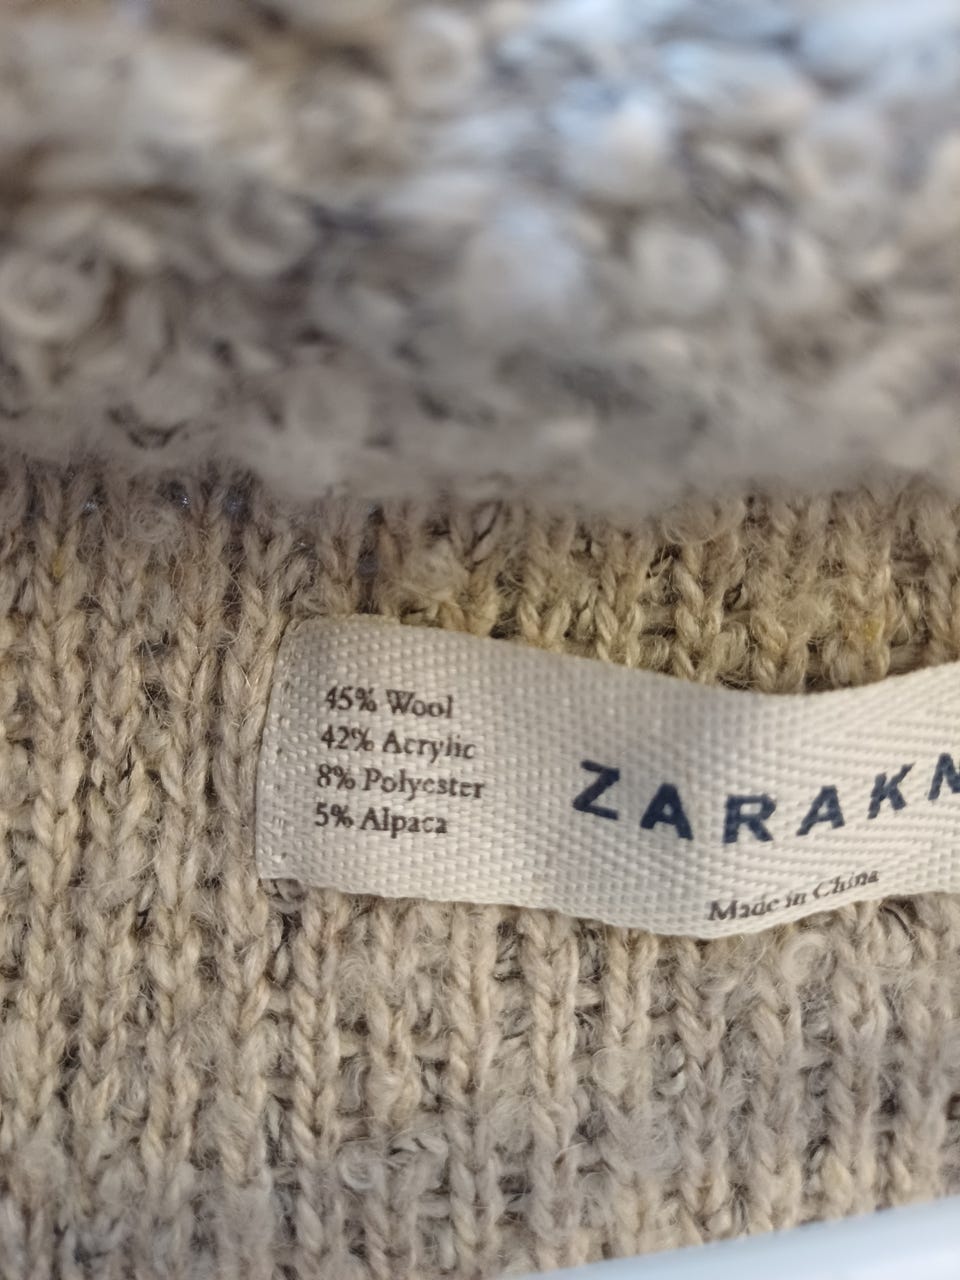 45% Wool
42% Acrylic
8% Polyester
5% Alpaca
ZARAKN
Made in China